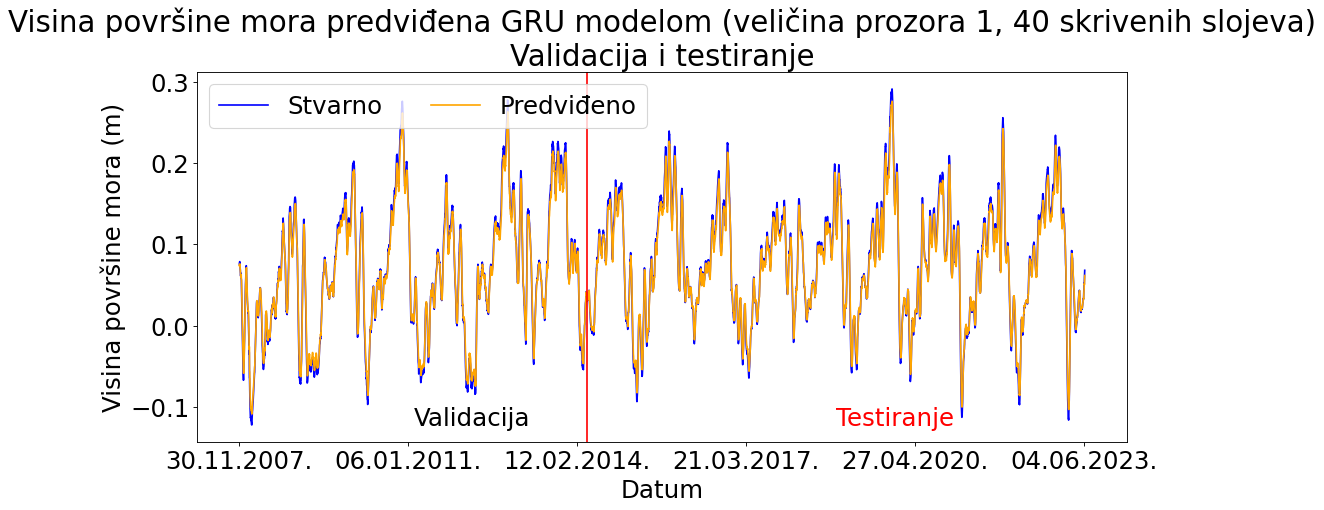 Visina površine mora predviđena GRU modelom (veličina prozora 1, 40 skrivenih slojeva)
Validacija i testiranje
Stvarno
Predviđeno
Visina površine mora (m)
0.3
0.2
0.1
0.0
−0.1
Validacija
Testiranje
30.11.2007.
06.01.2011.
12.02.2014.
21.03.2017.
27.04.2020.
04.06.2023.
Datum